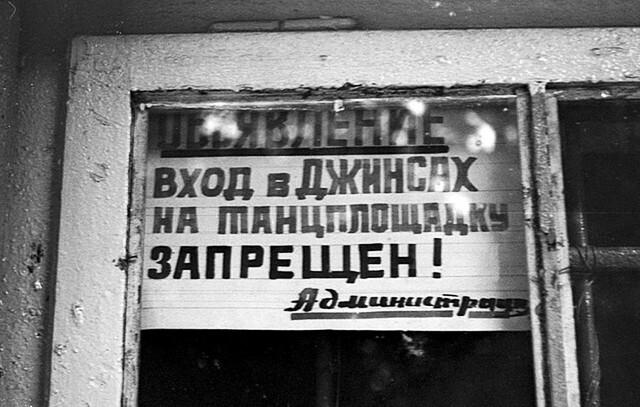 ОБЪЯВЛЕНИЕ
ВХОД в ДЖИНСАХ
НА ТАНЦПЛОЩАДКУ
ЗАПРЕЩЕН!
Администрация